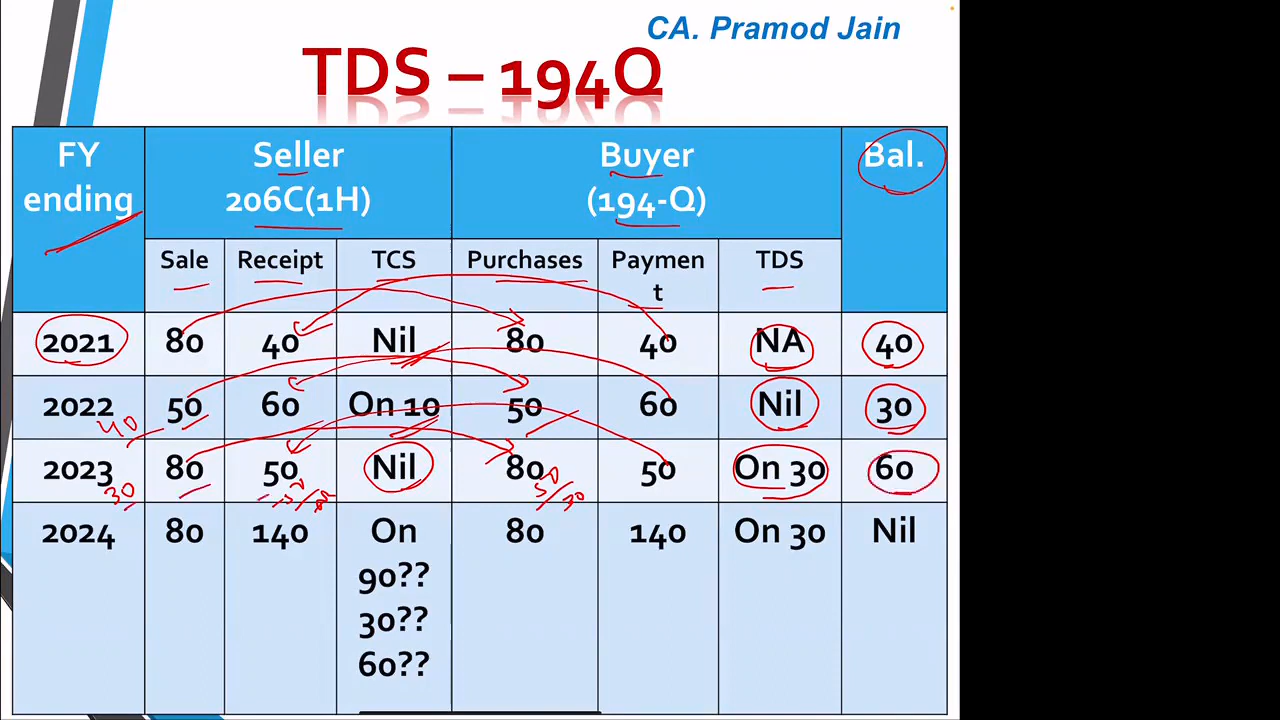 CA. Pramod Jain
TDS – 194Q
FY ending
Seller 206C(1H)
Buyer (194-Q)
Bal.
Sale Receipt TCS Purchases Paymen t TDS
2021 80 40 Nil 80 40 NA 40
2022 50 60 On 10 50 60 Nil 30
40
2023 80 50 Nil 80 50 On 30 60
30 50/30
2024 80 140 On 80 140 On 30 Nil
90??
30??
60??